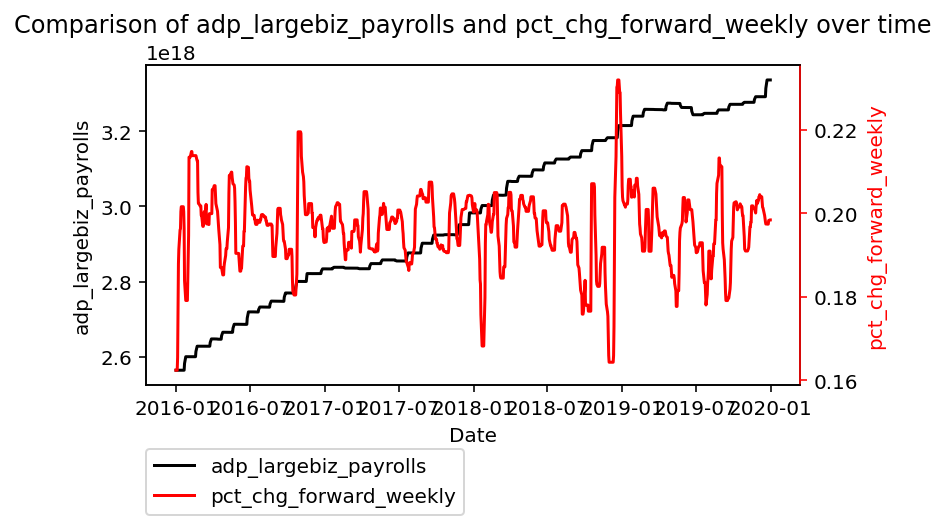 Comparison of adp_largebiz_payrolls and pct_chg_forward_weekly over time
1e18
adp_largebiz_payrolls
3.2
3.0
2.8
2.6
0.22
0.20
0.18
0.16
pct_chg_forward_weekly
2016-01 2016-07 2017-01 2017-07 2018-01 2018-07 2019-01 2019-07 2020-01
Date
adp_largebiz_payrolls
pct_chg_forward_weekly